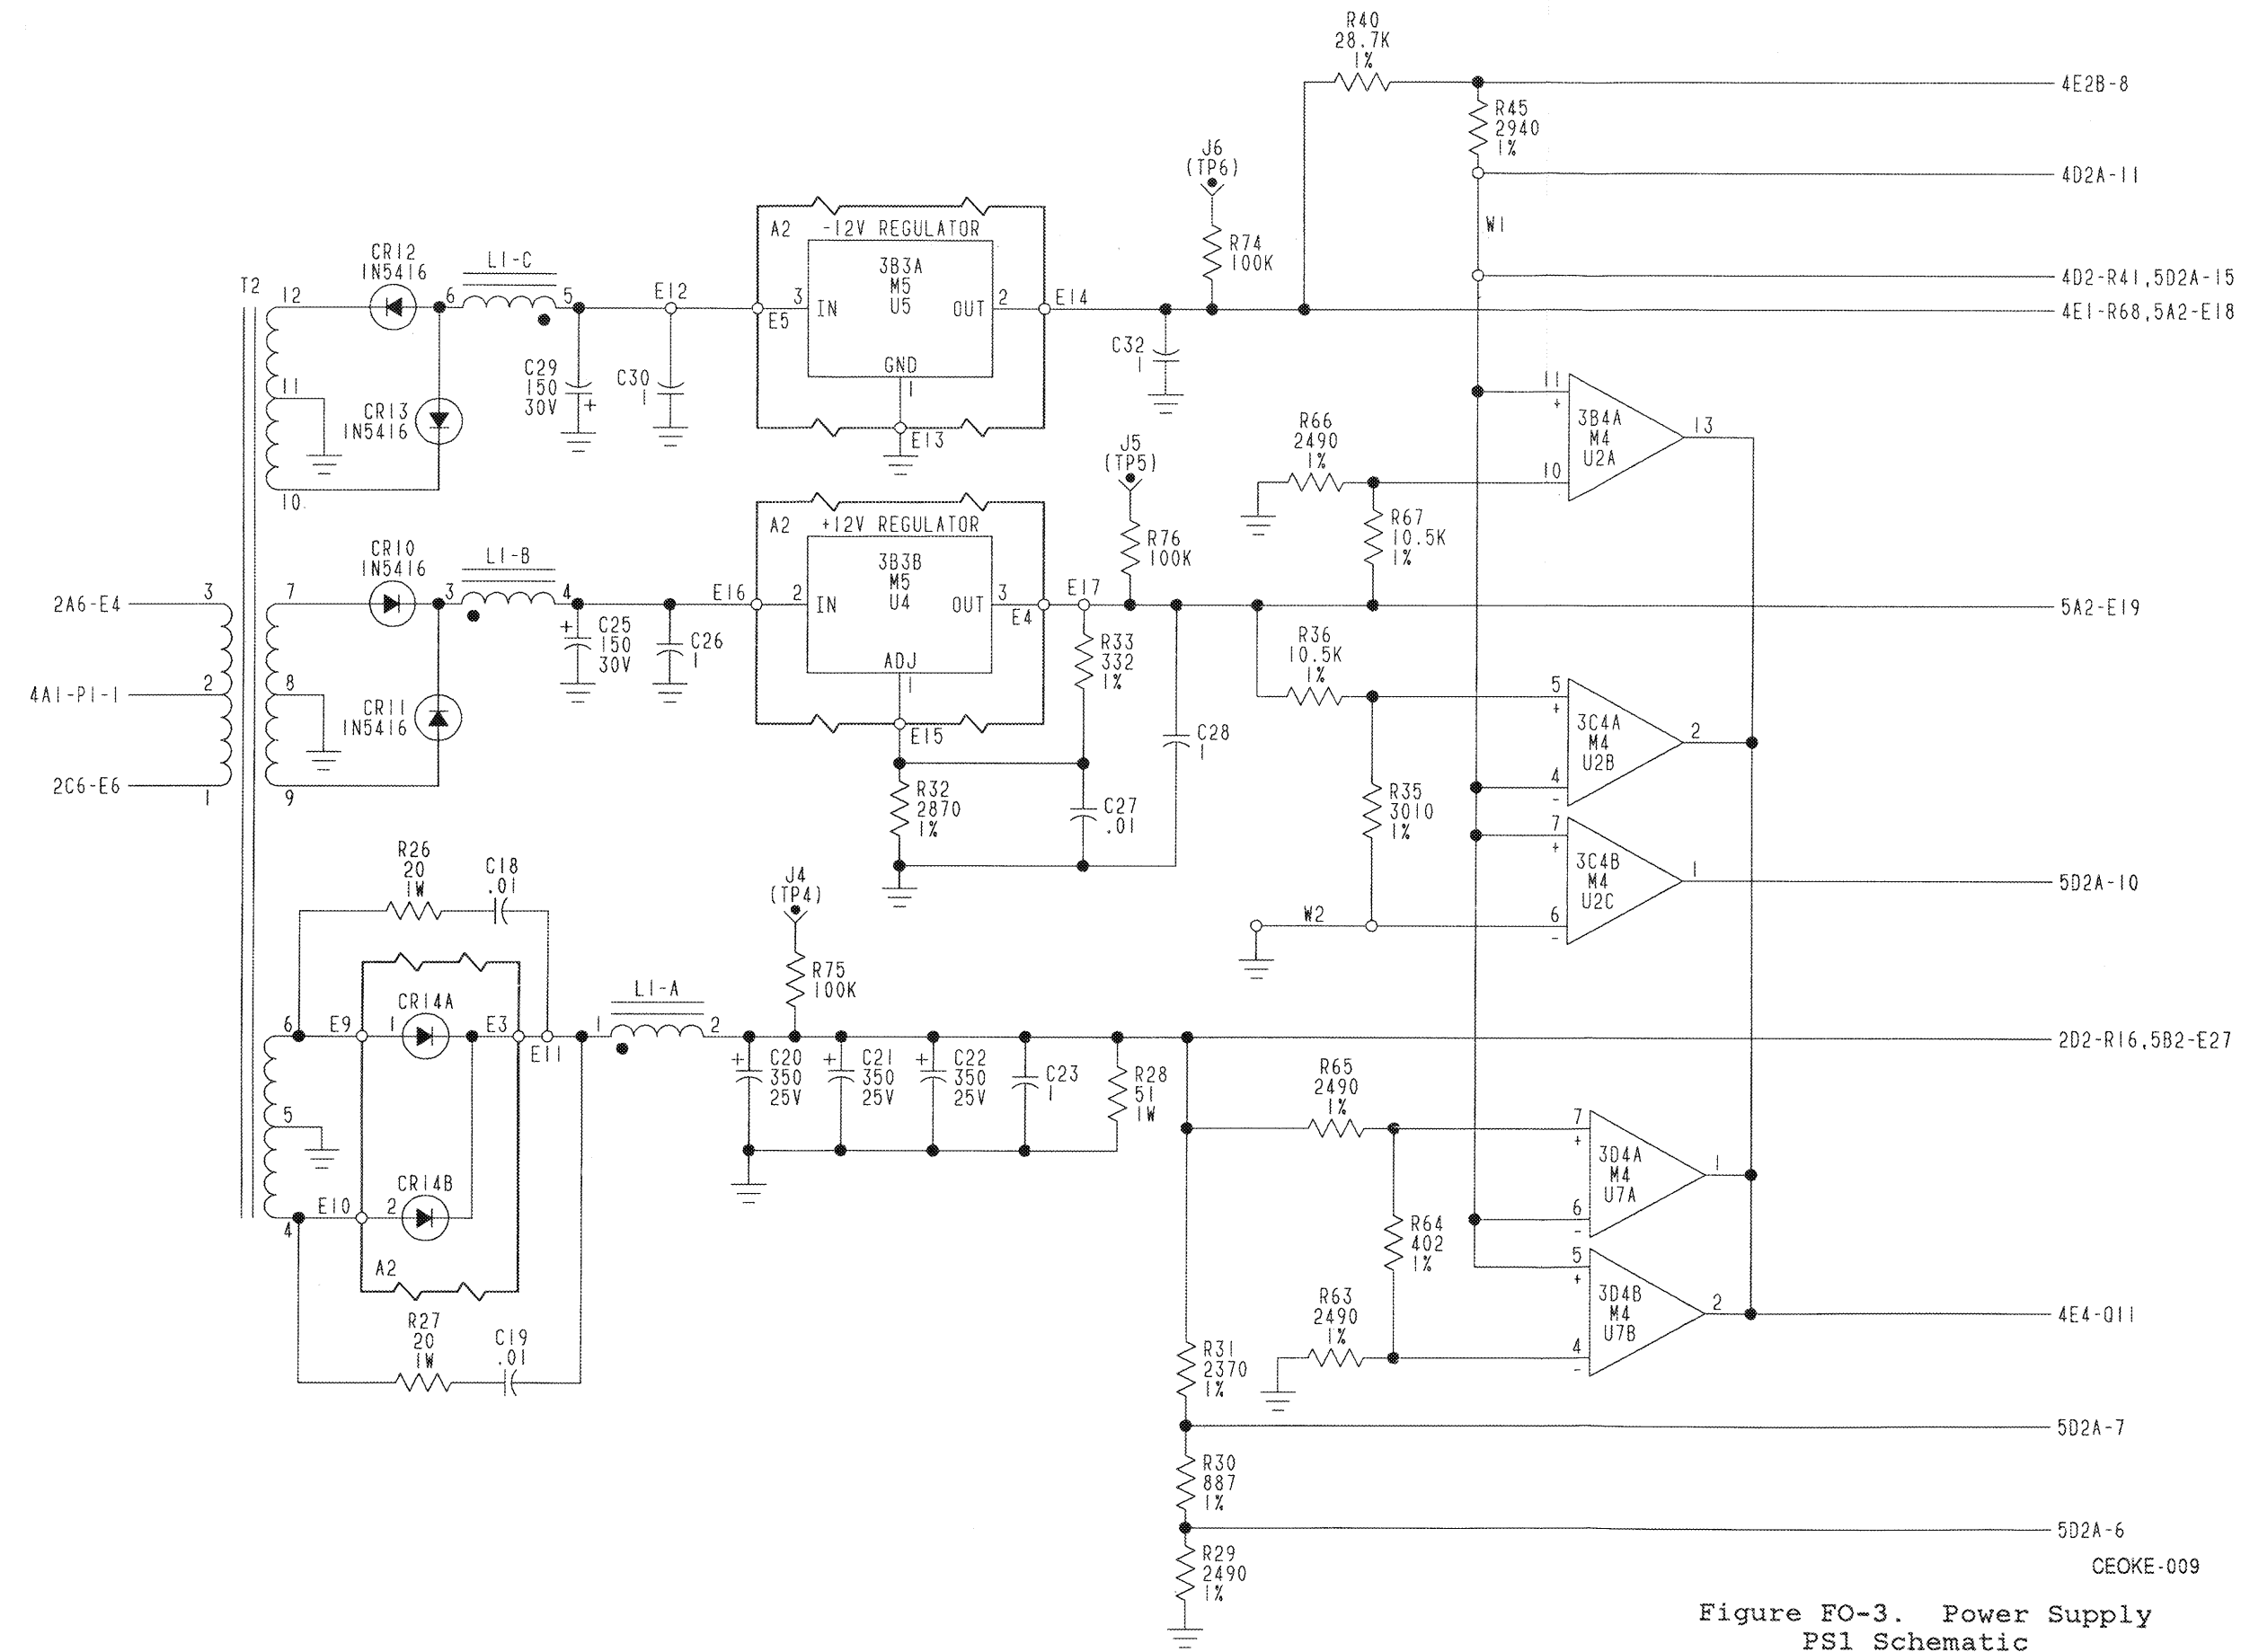 R40
28.7K
1%
4E2B-8
R45
2940
1%
4D2A-11
W1
4D2-R41,5D2A-15
4E1-R68,5A2-E18
J6
(TP6)
R74
100K
A2
-12V REGULATOR
3B3A
M5
U5
3
IN
OUT
2
E14
E5
GND
1
E13
T2
12
CR12
1N5416
L1-C
6
5
E12
11
CR13
1N5416
C29
150
30V
+
C30
1
10
C32
1
11
+
3B4A
M4
U2A
13
10
R66
2490
1%
R67
10.5K
1%
J5
(TP5)
R76
100K
A2
+12V REGULATOR
3B3B
M5
U4
2
IN
OUT
3
E4
E17
ADJ
1
E15
E16
CR10
1N5416
L1-B
3
4
7
2A6-E4
3
4A1-P1-1
2
8
2C6-E6
1
9
CR11
1N5416
+
C25
150
30V
C26
1
R33
332
1%
C28
1
R32
2870
1%
C27
.01
5A2-E19
R36
10.5K
1%
5
+
3C4A
M4
U2B
2
4
-
R35
3010
1%
7
+
3C4B
M4
U2C
1
6
-
5D2A-10
W2
R26
20
1W
C18
.01
J4
(TP4)
R75
100K
6
E9
CR14A
1
E3
E11
1
L1-A
2
5
CR14B
E10
2
4
A2
R27
20
1W
C19
.01
+
C20
350
25V
+
C21
350
25V
+
C22
350
25V
C23
1
R28
51
1W
2D2-R16,5B2-E27
R65
2490
1%
7
+
3D4A
M4
U7A
1
6
-
R64
402
1%
5
+
3D4B
M4
U7B
2
4
-
R63
2490
1%
4E4-Q11
R31
2370
1%
5D2A-7
R30
887
1%
5D2A-6
R29
2490
1%
CEOKE-009
Figure FO-3. Power Supply
PS1 Schematic